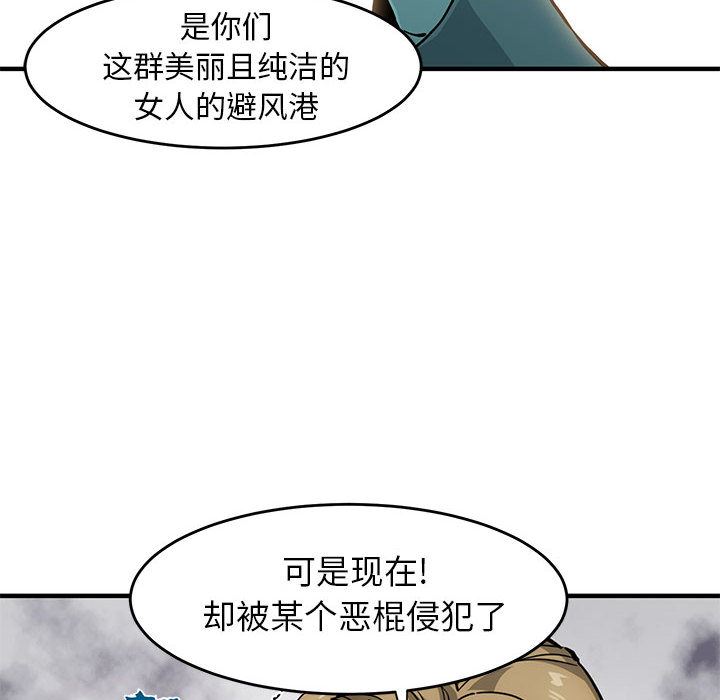 是你们
这群美丽且纯洁的
女人的避风港
可是现在!
却被某个恶棍侵犯了